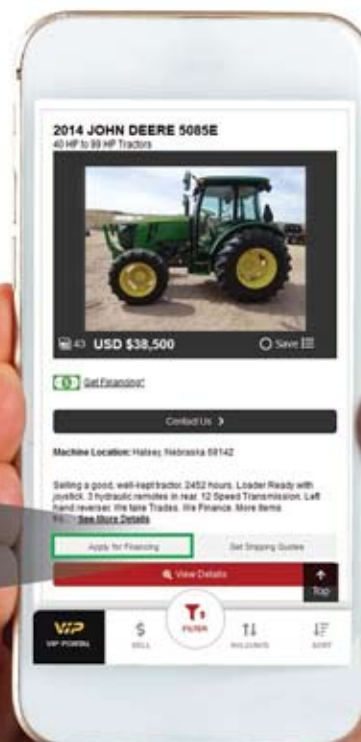 2014 JOHN DEERE 5085E
40 HP to 99 HP Tractors
43 USD $38,500 Save
Get Financing*
Contact Us >
Machine Location: Halsey, Nebraska 69142
Selling a good, well-kept tractor. 2452 hours. Loader Ready with
joystick. 3 hydraulic remotes in rear. 12 Speed Transmission. Left
hand reverser. We take Trades. We Finance. More items
See More Details
Apply for Financing Get Shipping Quotes
View Details
Top
VIP
VIP PORTAL
$
SELL
FILTER
SORT